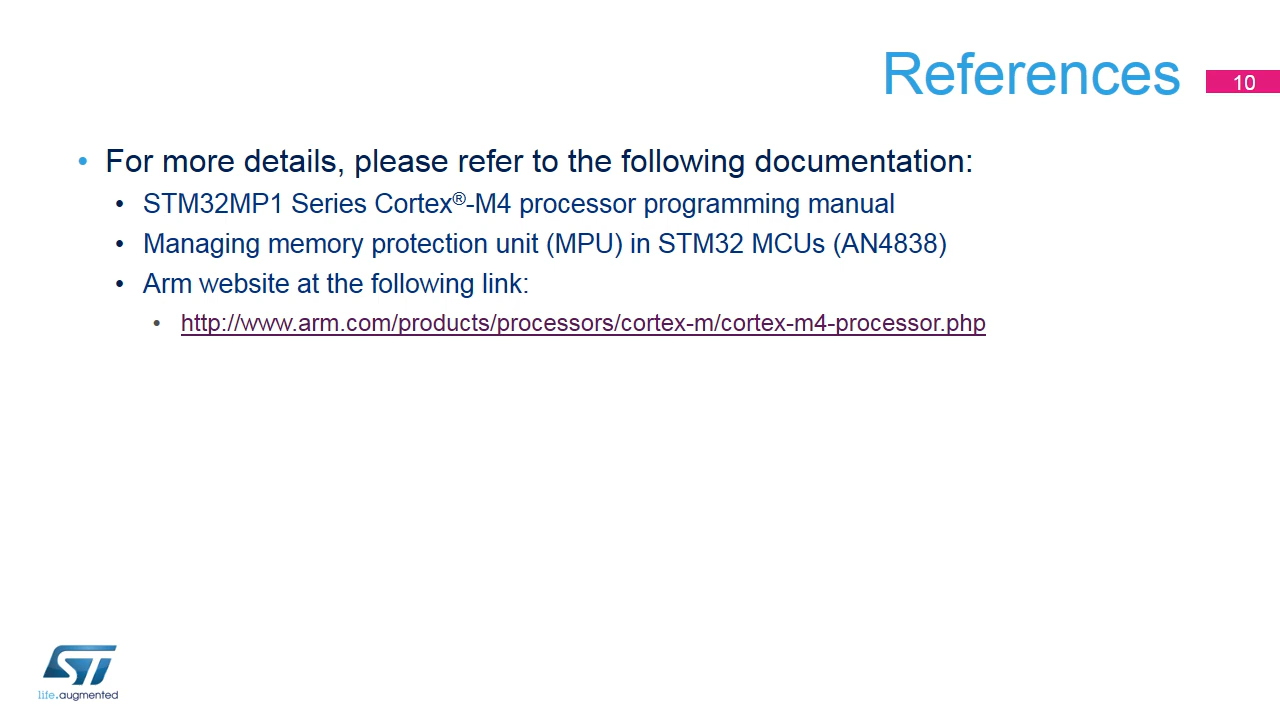 References
10
• For more details, please refer to the following documentation:
• STM32MP1 Series Cortex®-M4 processor programming manual
• Managing memory protection unit (MPU) in STM32 MCUs (AN4838)
• Arm website at the following link:
• http://www.arm.com/products/processors/cortex-m/cortex-m4-processor.php
ST
life.augmented